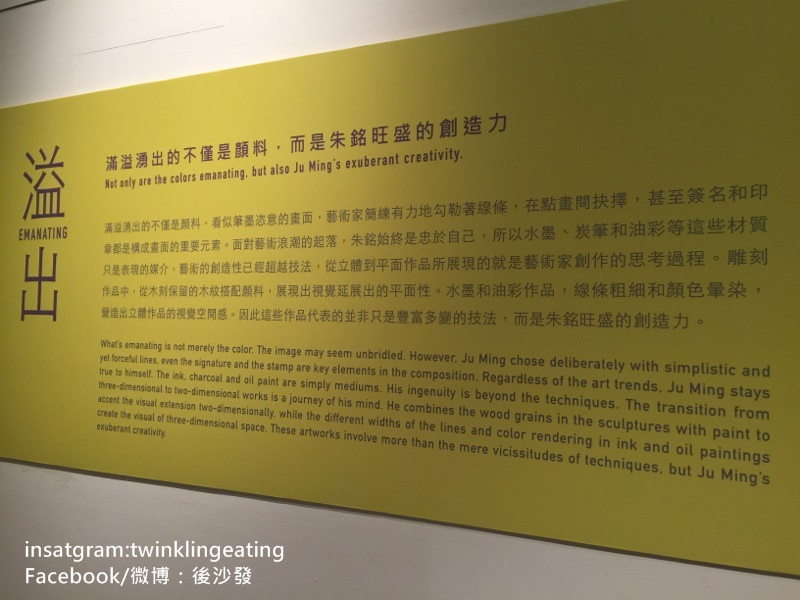 溢出
EMANATING
滿溢湧出的不僅是顏料，而是朱銘旺盛的創造力
Not only are the colors emanating, but also Ju Ming's exuberant creativity.
滿溢湧出的不僅是顏料，看似筆墨恣意的畫面，藝術家簡練有力地勾勒著線條，在點畫間抉擇，甚至簽名和印
章都是構成畫面的重要元素。面對藝術浪潮的起落，朱銘始終是忠於自己，所以水墨、炭筆和油彩等這些材質
只是表現的媒介，藝術的創造性已經超越技法，從立體到平面作品所展現的就是藝術家創作的思考過程。雕刻
作品中，從木刻保留的木紋搭配顏料，展現出視覺延展出的平面性。水墨和油彩作品，線條粗細和顏色暈染，
營造出立體作品的視覺空間感。因此這些作品代表的並非只是豐富多變的技法，而是朱銘旺盛的創造力。
What's emanating is not merely the color. The image may seem unbridled. However, Ju Ming chose deliberately with simplistic and
yet forceful lines, even the signature and the stamp are key elements in the composition. Regardless of the art trends, Ju Ming stays
true to himself. The ink, charcoal and oil paint are simply mediums. His ingenuity is beyond the techniques. The transition from
three-dimensional to two-dimensional works is a journey of his mind. He combines the wood grains in the sculptures with paint to
accent the visual extension two-dimensionally, while the different widths of the lines and color rendering in ink and oil paintings
create the visual of three-dimensional space. These artworks involve more than the mere vicissitudes of techniques, but Ju Ming's
exuberant creativity.
insatgram:twinklingeating
Facebook/微博：後沙發